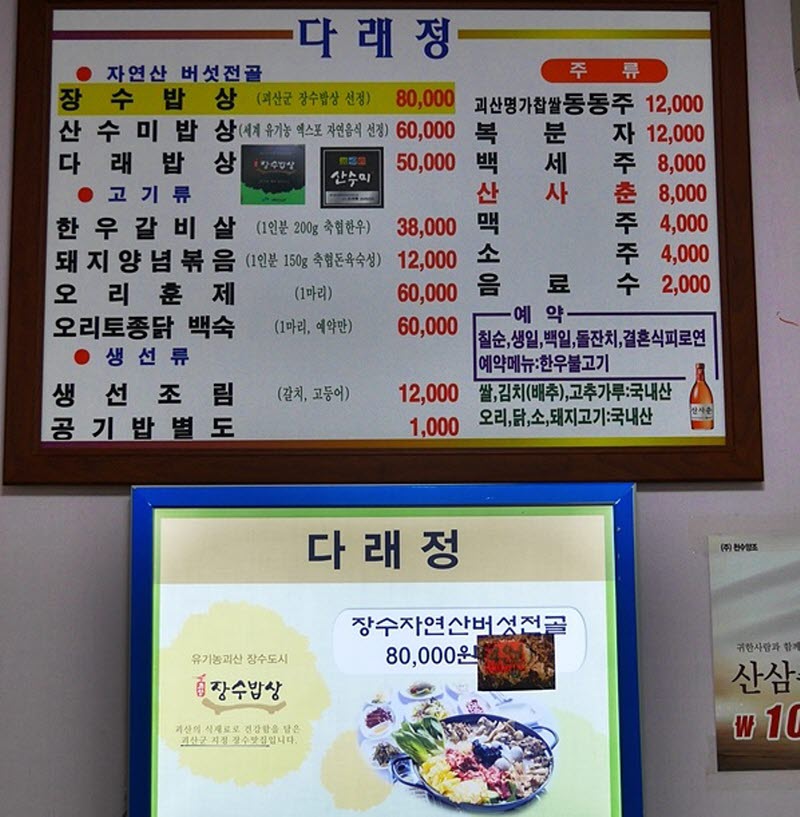 다래정
● 자연산 버섯전골
장수밥상 (괴산군 장수밥상 선정) 80,000
산수미밥상 (세계 유기농 엑스포 자연음식 선정) 60,000
다래밥상 50,000
장수밥상
산수미
● 고기류
한우갈비살 (1인분 200g 축협한우) 38,000
돼지양념볶음 (1인분 150g 축협돈육숙성) 12,000
오리훈제 (1마리) 60,000
오리토종닭 백숙 (1마리, 예약만) 60,000
● 생선류
생선조림 (갈치, 고등어) 12,000
공기밥별도 1,000
주류
괴산명가찹쌀동동주 12,000
복분자 12,000
백세주 8,000
산사춘 8,000
맥주 4,000
소주 4,000
음료수 2,000
예약
칠순,생일,백일,돌잔치,결혼식피로연
예약메뉴:한우불고기
쌀,김치(배추),고추가루:국내산
오리,닭,소,돼지고기:국내산
산사춘
다래정
장수자연산버섯전골
80,000원
유기농괴산 장수도시
장수밥상
괴산의 식재료로 건강함을 담은
괴산군 지정 장수맛집입니다.
(주) 천수양조
귀한사람과 함께
산삼
₩10